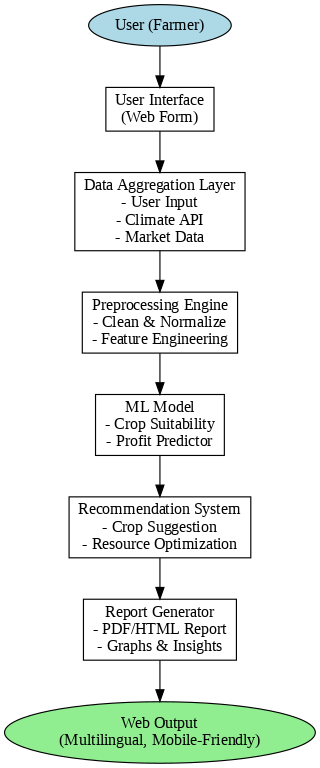 User (Farmer)
User Interface
(Web Form)
Data Aggregation Layer
- User Input
- Climate API
- Market Data
Preprocessing Engine
- Clean & Normalize
- Feature Engineering
ML Model
- Crop Suitability
- Profit Predictor
Recommendation System
- Crop Suggestion
- Resource Optimization
Report Generator
- PDF/HTML Report
- Graphs & Insights
Web Output
(Multilingual, Mobile-Friendly)